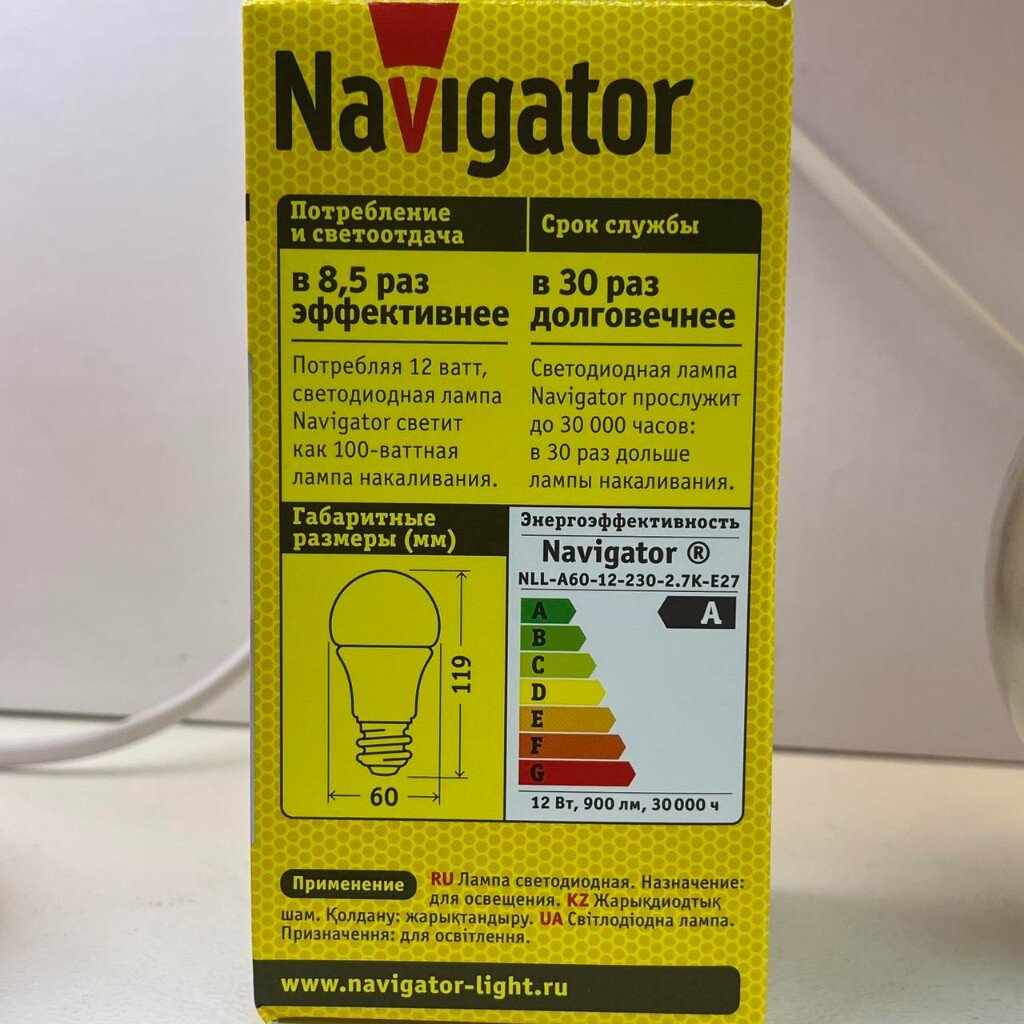 Navigator
Потребление
и светоотдача
Срок службы
в 8,5 раз
эффективнее
в 30 раз
долговечнее
Потребляя 12 ватт,
светодиодная лампа
Navigator светит
как 100-ваттная
лампа накаливания.
Светодиодная лампа
Navigator прослужит
до 30 000 часов:
в 30 раз дольше
лампы накаливания.
Габаритные
размеры (мм)
119
60
Энергоэффективность
Navigator ®
NLL-A60-12-230-2.7K-E27
A
A
B
C
D
E
F
G
12 Вт, 900 лм, 30 000 ч
Применение
RU Лампа светодиодная. Назначение:
для освещения. KZ Жарықдиодтық
шам. Қолдану: жарықтандыру. UA Світлодіодна лампа.
Призначення: для освітлення.
www.navigator-light.ru